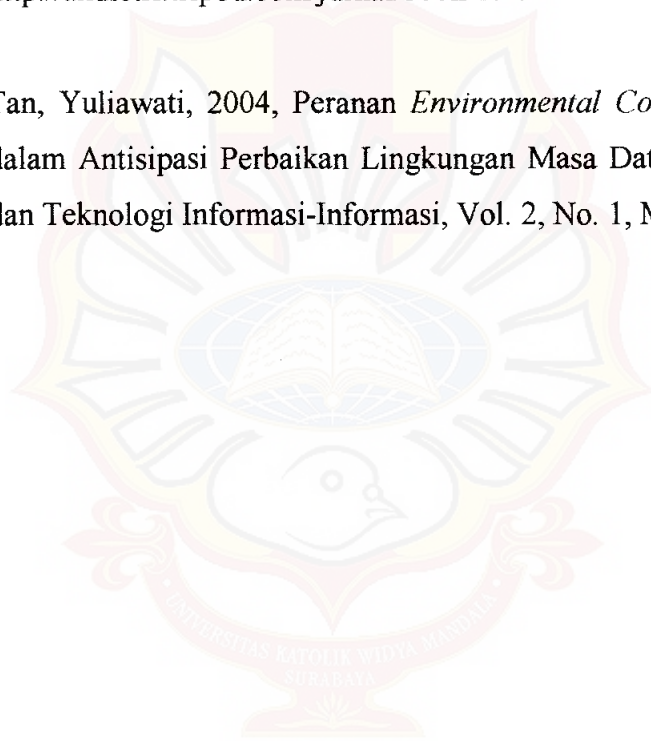 Tan, Yuliawati, 2004, Peranan Environmental Co
dalam Antisipasi Perbaikan Lingkungan Masa Dat
dan Teknologi Informasi-Informasi, Vol. 2, No. 1, M
UNIVERSITAS KATOLIK WIDYA MANDALA
SURABAYA